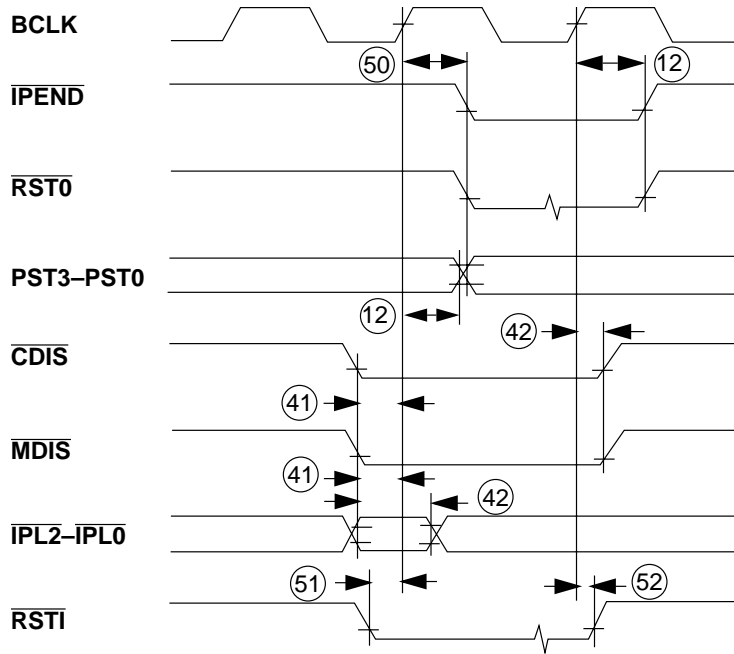 BCLK
50
12
IPEND
RST0
PST3–PST0
12
42
CDIS
41
MDIS
41
42
IPL2–IPL0
51
52
RSTI